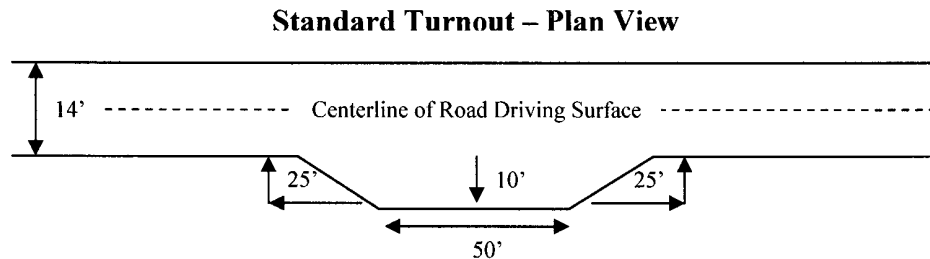 Standard Turnout – Plan View
14'
Centerline of Road Driving Surface
25'
10'
25'
50'